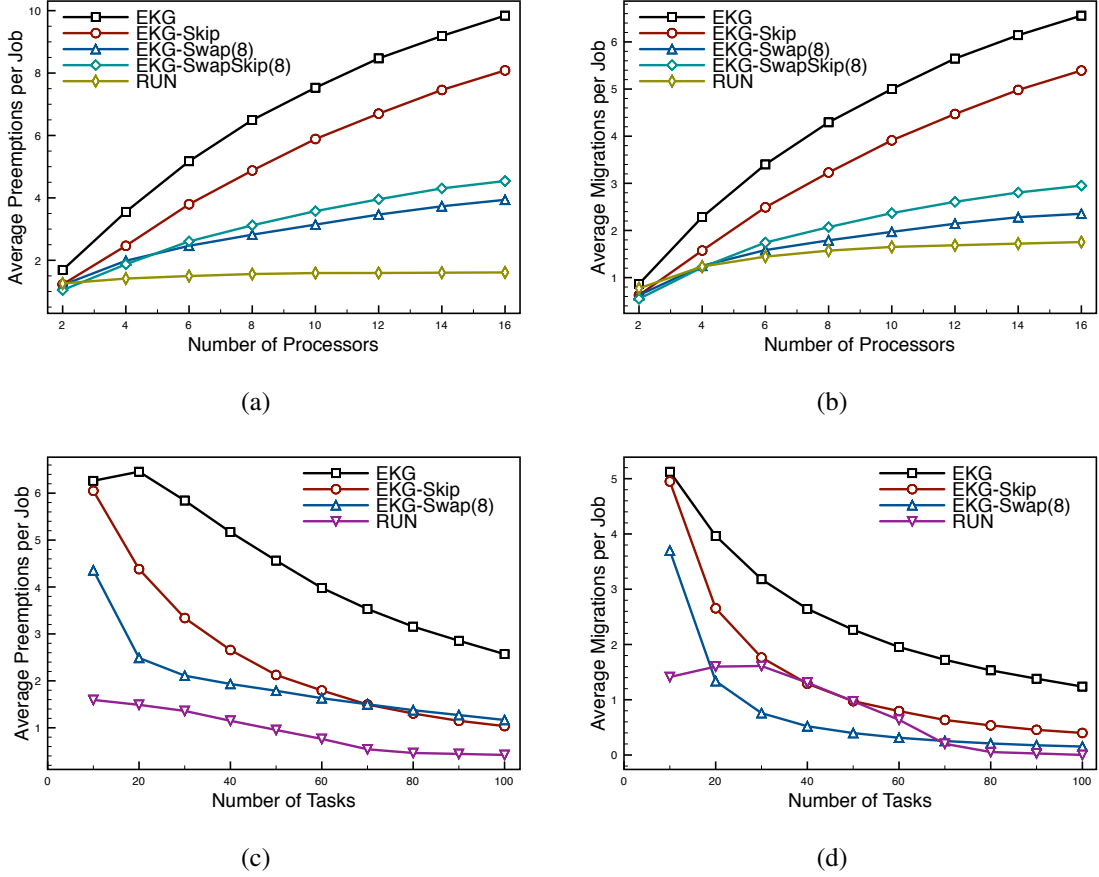 EKG
EKG-Skip
EKG-Swap(8)
EKG-SwapSkip(8)
RUN
Average Preemptions per Job
10
8
6
4
2
2 4 6 8 10 12 14 16
Number of Processors
(a)
EKG
EKG-Skip
EKG-Swap(8)
EKG-SwapSkip(8)
RUN
Average Migrations per Job
6
5
4
3
2
1
2 4 6 8 10 12 14 16
Number of Processors
(b)
EKG
EKG-Skip
EKG-Swap(8)
RUN
Average Preemptions per Job
6
5
4
3
2
1
0 20 40 60 80 100
Number of Tasks
(c)
EKG
EKG-Skip
EKG-Swap(8)
RUN
Average Migrations per Job
5
4
3
2
1
0
0 20 40 60 80 100
Number of Tasks
(d)